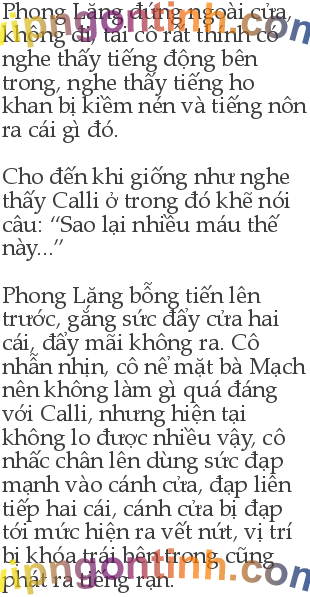 Phong Lăng đứng ngoài cửa,
không đi, tai cô rất thính cô
nghe thấy tiếng động bên
trong, nghe thấy tiếng ho
khan bị kiềm nén và tiếng nôn
ra cái gì đó.
Cho đến khi giống như nghe
thấy Calli ở trong đó khẽ nói
câu: “Sao lại nhiều máu thế
này...”
Phong Lăng bỗng tiến lên
trước, gắng sức đẩy cửa hai
cái, đẩy mãi không ra. Cô
nhẫn nhịn, cô nể mặt bà Mạch
nên không làm gì quá đáng
với Calli, nhưng hiện tại
không lo được nhiều vậy, cô
nhấc chân lên dùng sức đạp
mạnh vào cánh cửa, đạp liên
tiếp hai cái, cánh cửa bị đạp
tới mức hiện ra vết nứt, vị trí
bị khóa trái bên trong cũng
phát ra tiếng rạn.